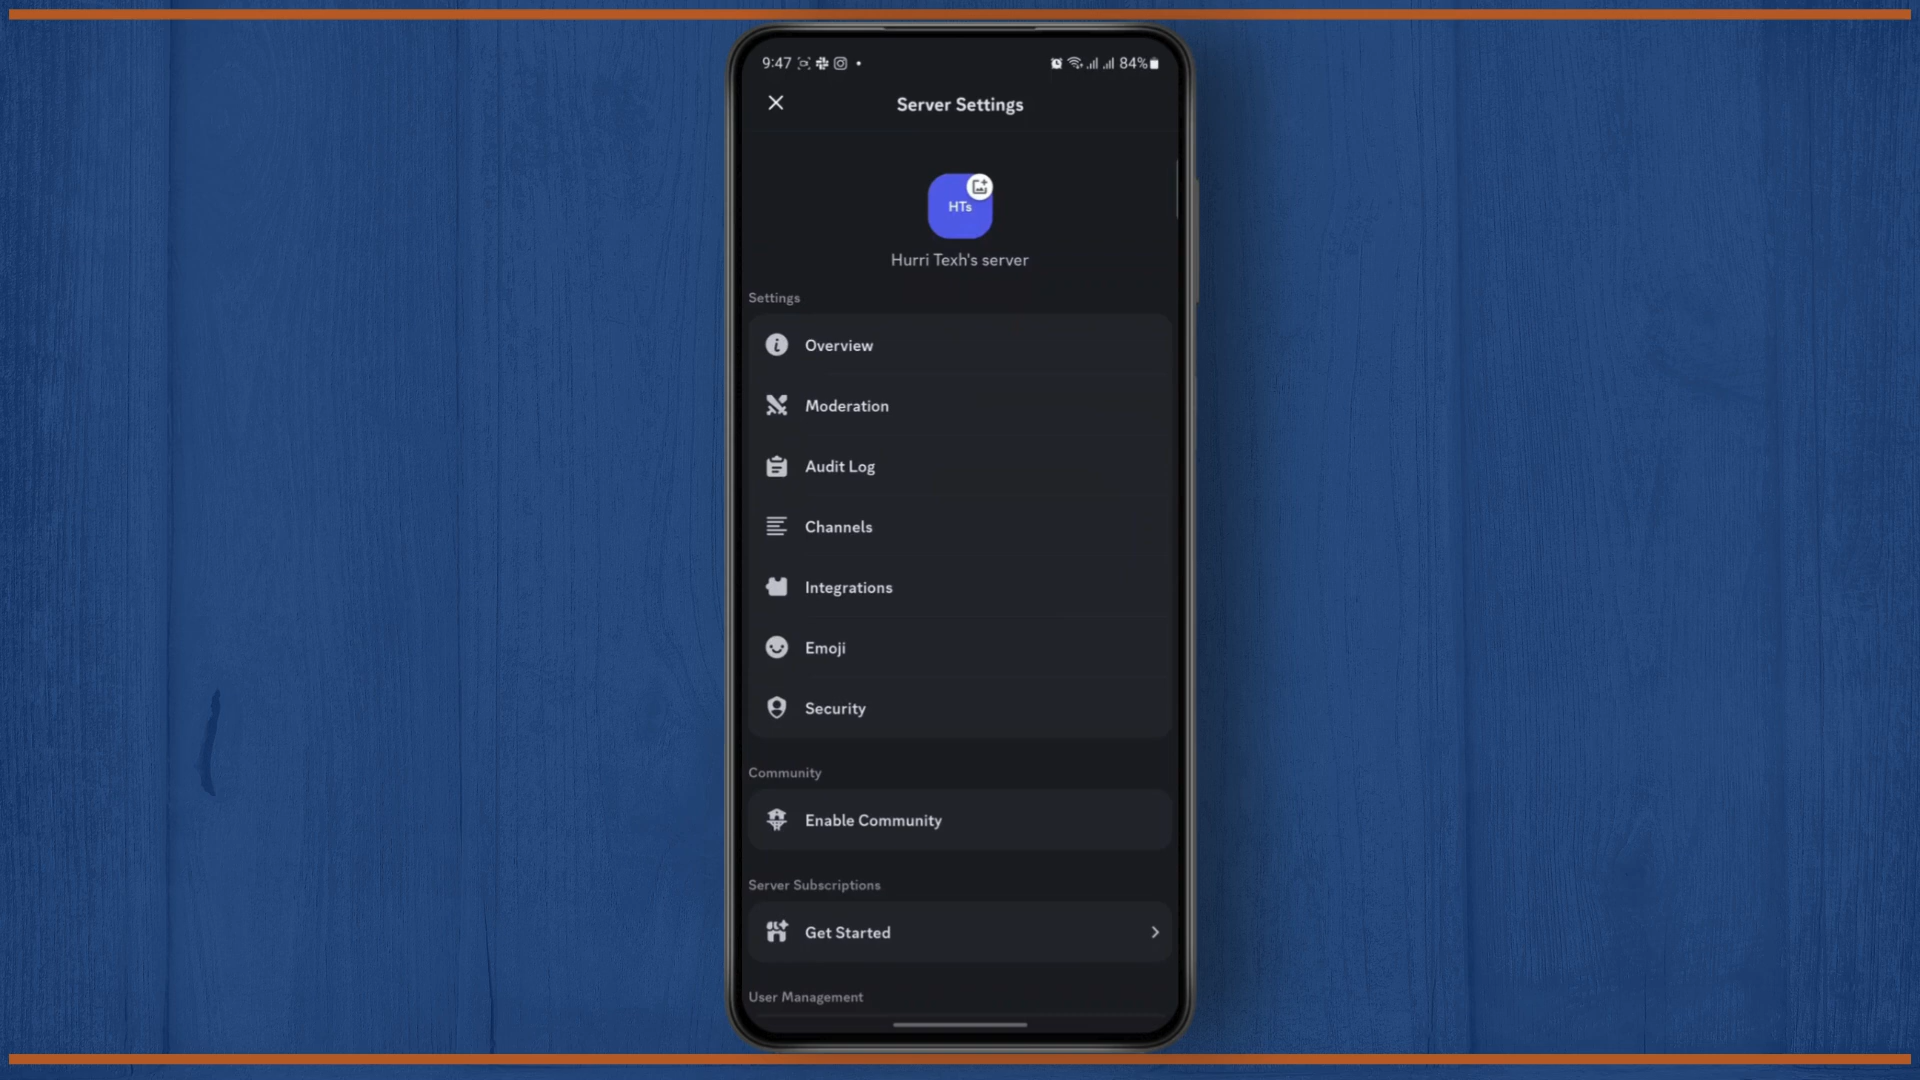 9:47
84%
Server Settings
HTs
Hurri Texh's server
Settings
Overview
Moderation
Audit Log
Channels
Integrations
Emoji
Security
Community
Enable Community
Server Subscriptions
Get Started
User Management